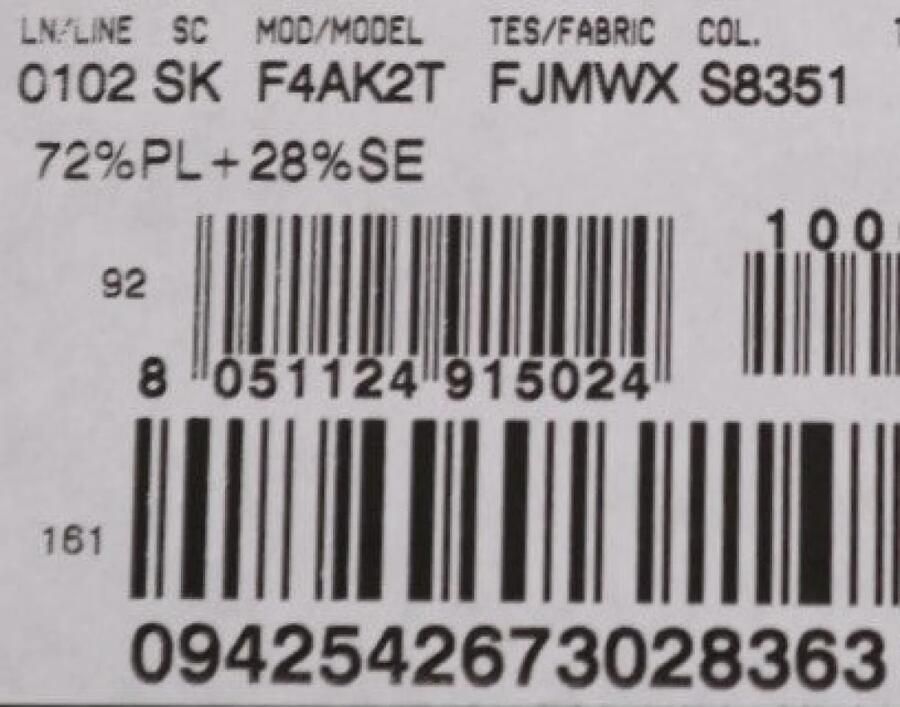 LN/LINE SC MOD/MODEL TES/FABRIC COL.
0102 SK F4AK2T FJMWX S8351
72%PL+28%SE
100
92
8 051124 915024
161
0942542673028363